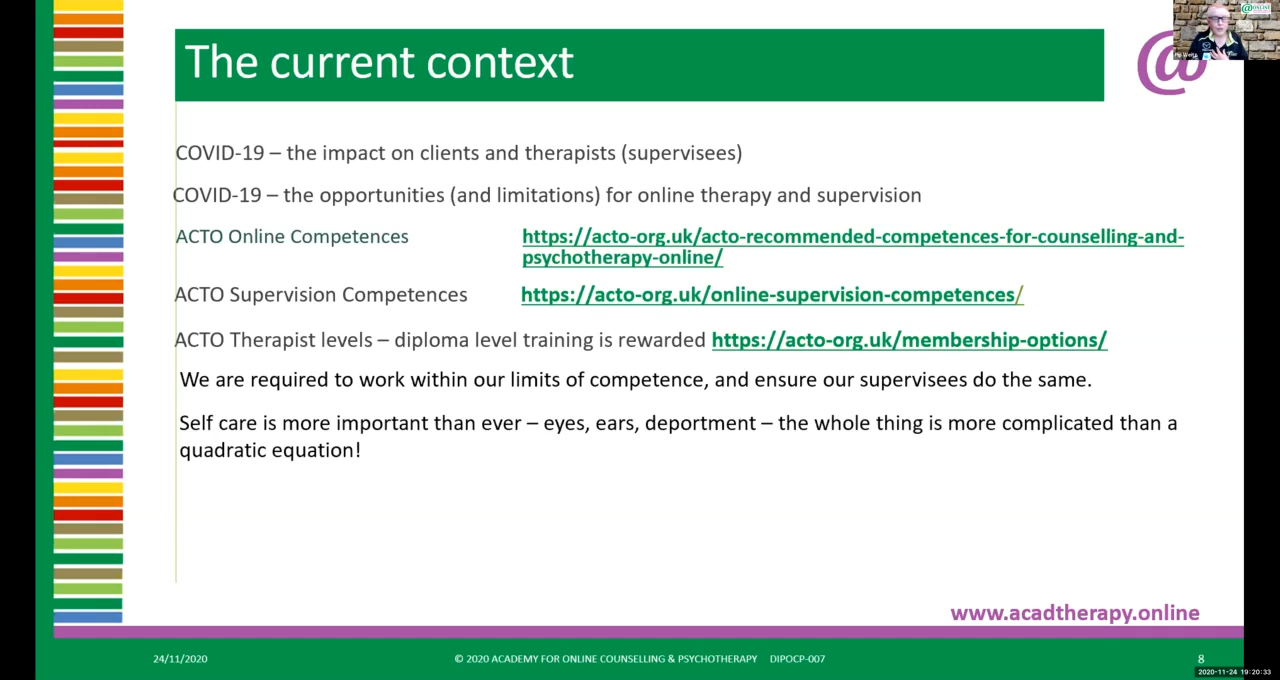 The current context
@ONLINE
@
COVID-19 – the impact on clients and therapists (supervisees)
COVID-19 – the opportunities (and limitations) for online therapy and supervision
ACTO Online Competences https://acto-org.uk/acto-recommended-competences-for-counselling-and-
psychotherapy-online/
ACTO Supervision Competences https://acto-org.uk/online-supervision-competences/
ACTO Therapist levels – diploma level training is rewarded https://acto-org.uk/membership-options/
We are required to work within our limits of competence, and ensure our supervisees do the same.
Self care is more important than ever – eyes, ears, deportment – the whole thing is more complicated than a
quadratic equation!
www.acadtherapy.online
24/11/2020 © 2020 ACADEMY FOR ONLINE COUNSELLING & PSYCHOTHERAPY DIPOCP-007 8
2020-11-24 19:20:33